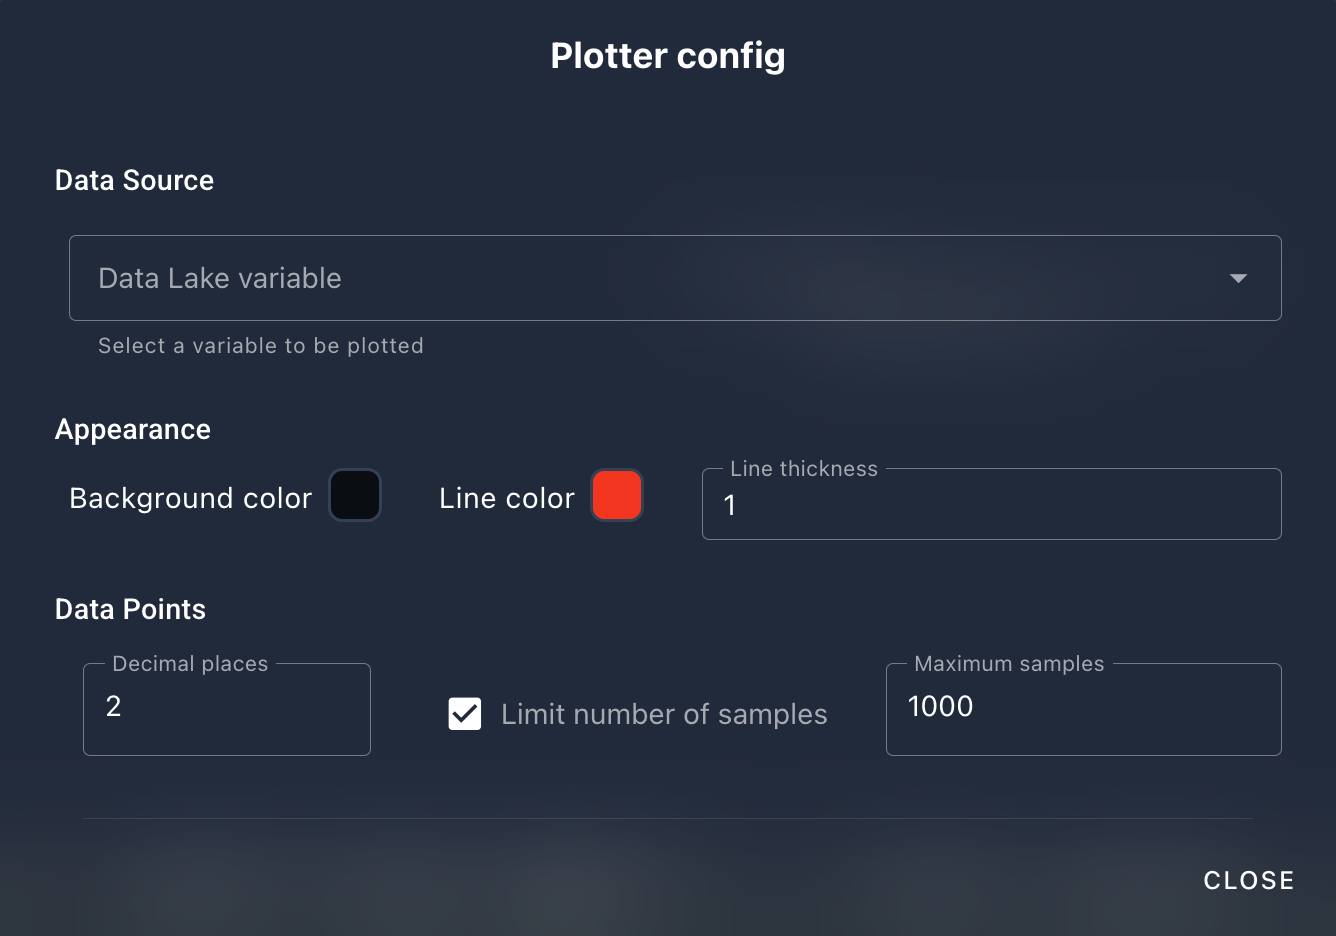 Plotter config
Data Source
Data Lake variable
Select a variable to be plotted
Appearance
Background color
Line color
Line thickness
1
Data Points
Decimal places
2
Limit number of samples
Maximum samples
1000
CLOSE